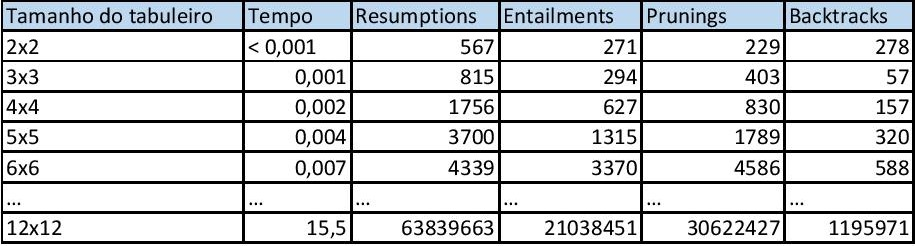 Tamanho do tabuleiro Tempo Resumptions Entailments Prunings Backtracks
2x2 < 0,001 567 271 229 278
3x3 0,001 815 294 403 57
4x4 0,002 1756 627 830 157
5x5 0,004 3700 1315 1789 320
6x6 0,007 4339 3370 4586 588
... ... ... ... ... ...
12x12 15,5 63839663 21038451 30622427 1195971